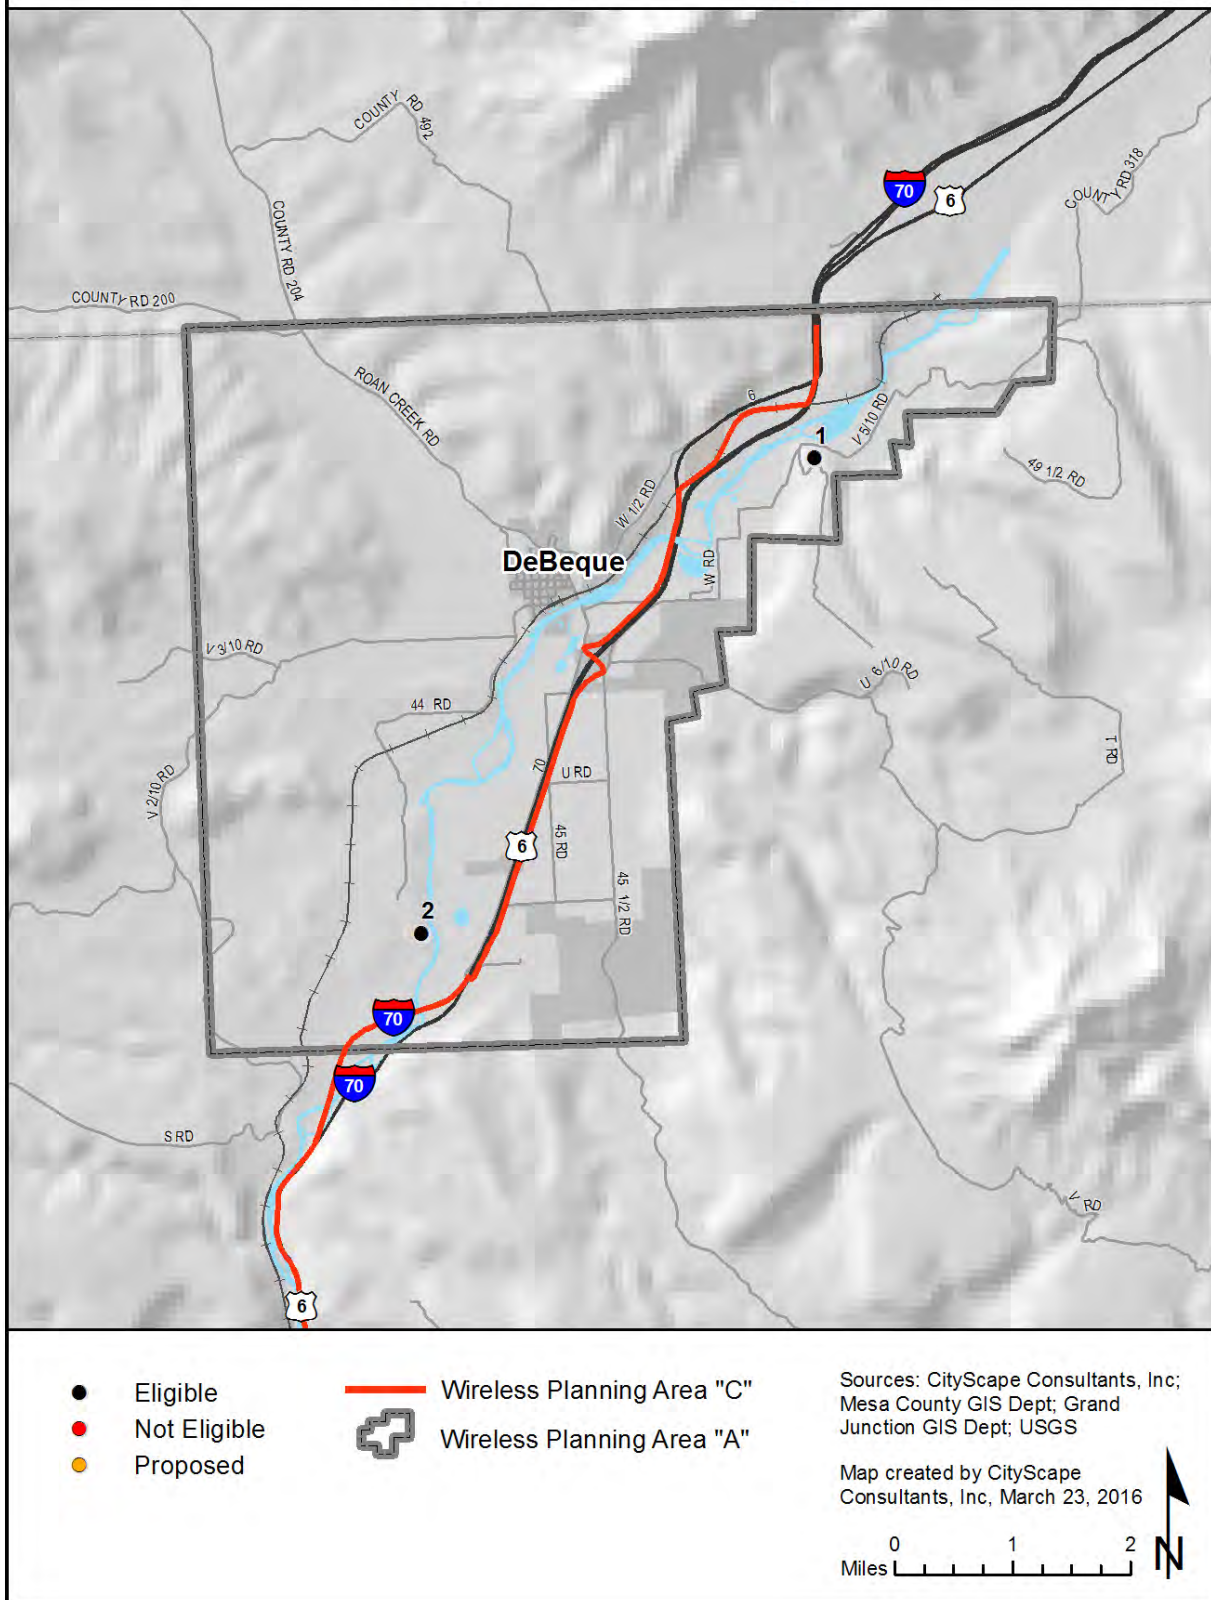 COUNTY RD 492
COUNTY RD 318
70
6
COUNTY RD 204
COUNTY RD 200
ROAN CREEK RD
6
V 5/10 RD
1
49 1/2 RD
W 1/2 RD
DeBeque
W RD
V 3/10 RD
U 6/10 RD
44 RD
T RD
70
U RD
V 2/10 RD
6
45 RD
45 1/2 RD
2
70
70
S RD
V RD
6
Eligible
Not Eligible
Proposed
Wireless Planning Area "C"
Wireless Planning Area "A"
Sources: CityScape Consultants, Inc;
Mesa County GIS Dept; Grand
Junction GIS Dept; USGS
Map created by CityScape
Consultants, Inc, March 23, 2016
0 1 2
Miles
N